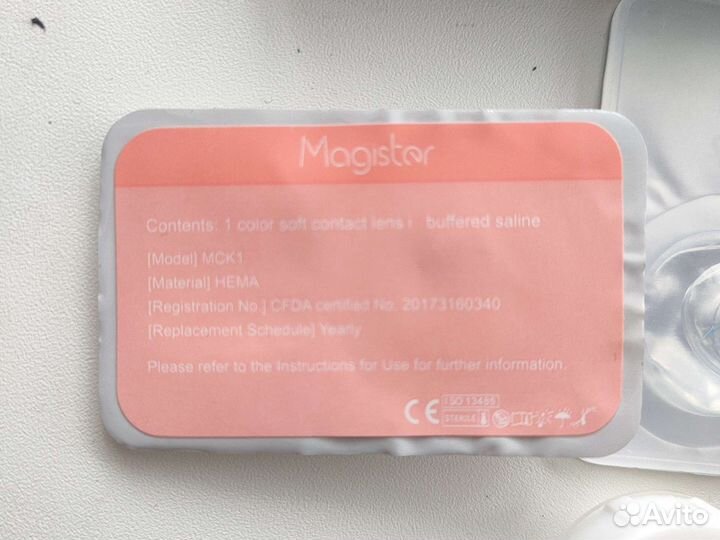 Magister
Contents: 1 color soft contact lens; buffered saline
[Model] MCK1
[Material] HEMA
[Registration No.] CFDA certified No. 20173160340
[Replacement Schedule] Yearly
Please refer to the Instructions for Use for further information.
CE ISO 13485
STERILE
Avito